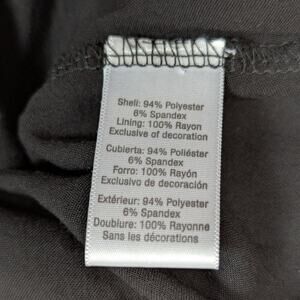 Shell: 94% Polyester
6% Spandex
Lining: 100% Rayon
Exclusive of decoration
Cubierta: 94% Poliéster
6% Spandex
Forro: 100% Rayón
Exclusivo de decoración
Extérieur: 94% Polyester
6% Spandex
Doublure: 100% Rayonne
Sans les décorations